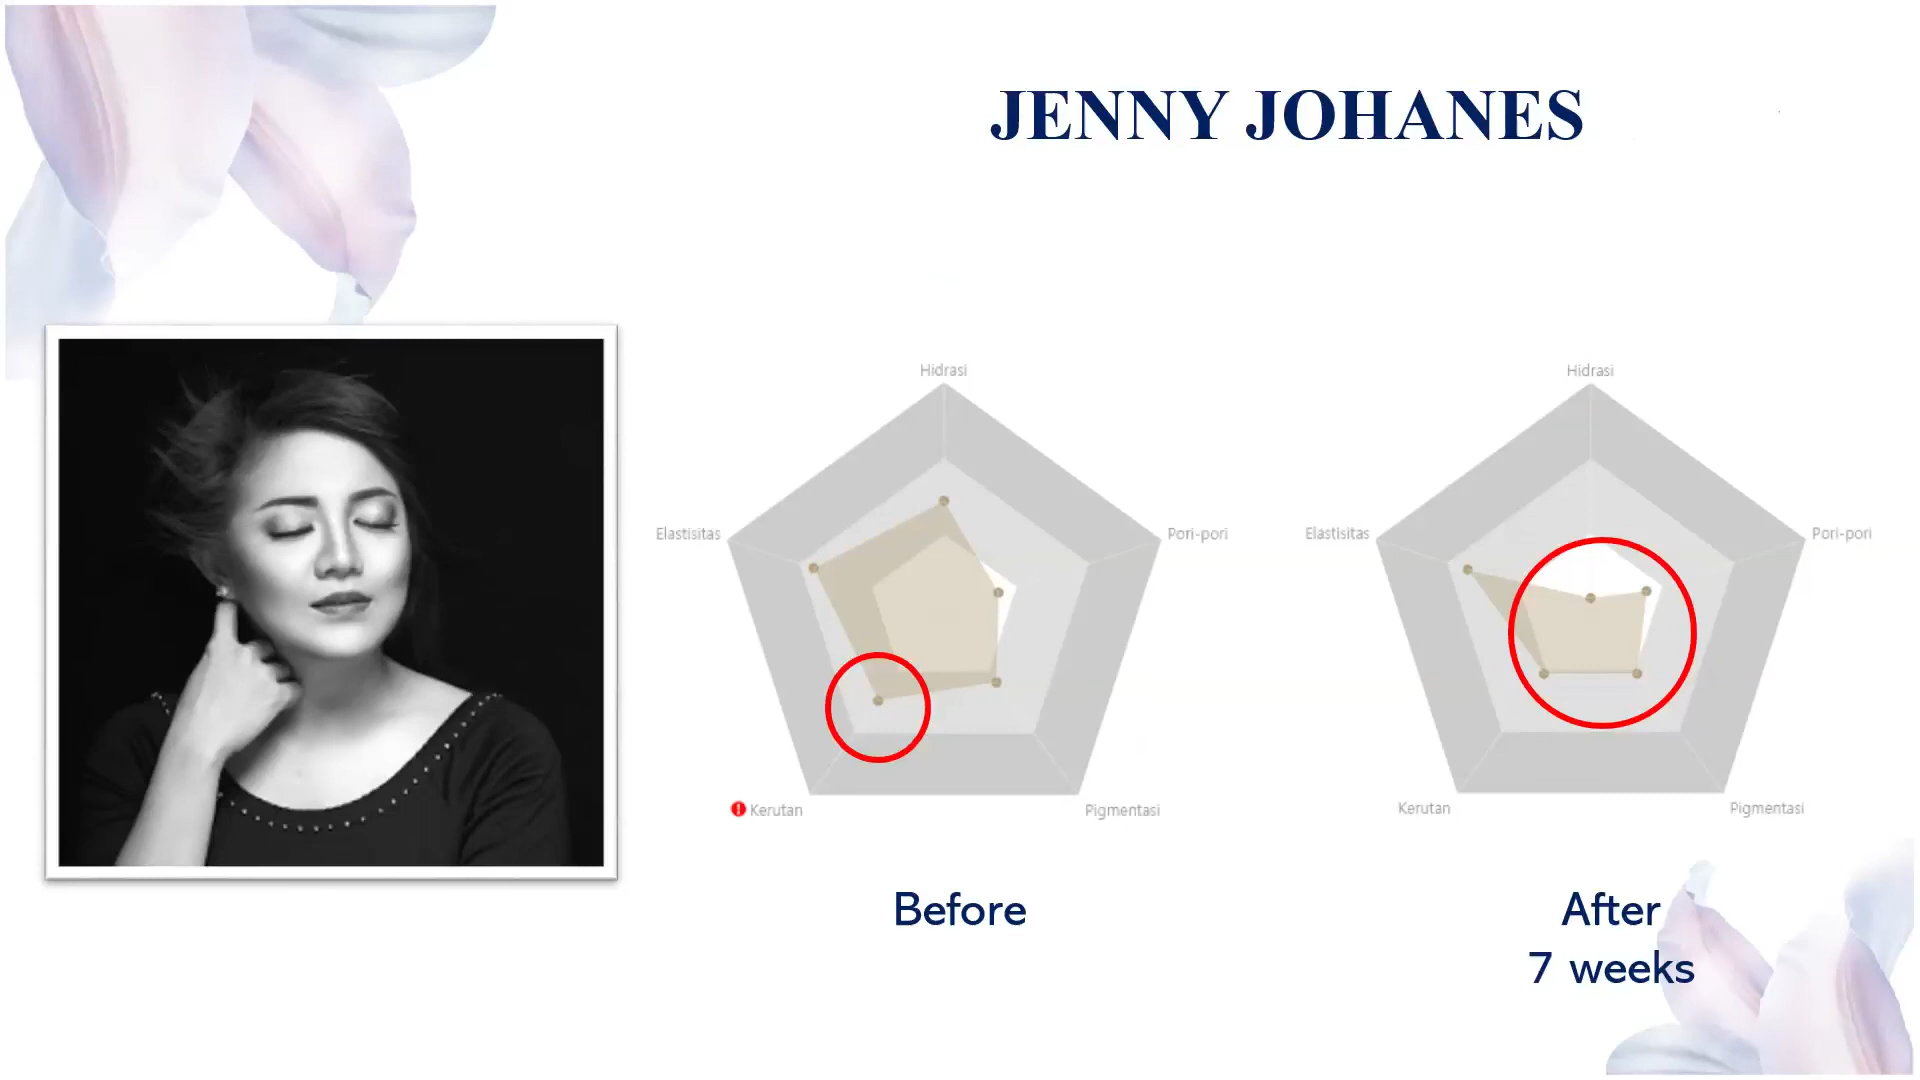 JENNY JOHANES
Hidrasi
Elastisitas
Pori-pori
! Kerutan
Pigmentasi
Before
Hidrasi
Elastisitas
Pori-pori
Kerutan
Pigmentasi
After
7 weeks